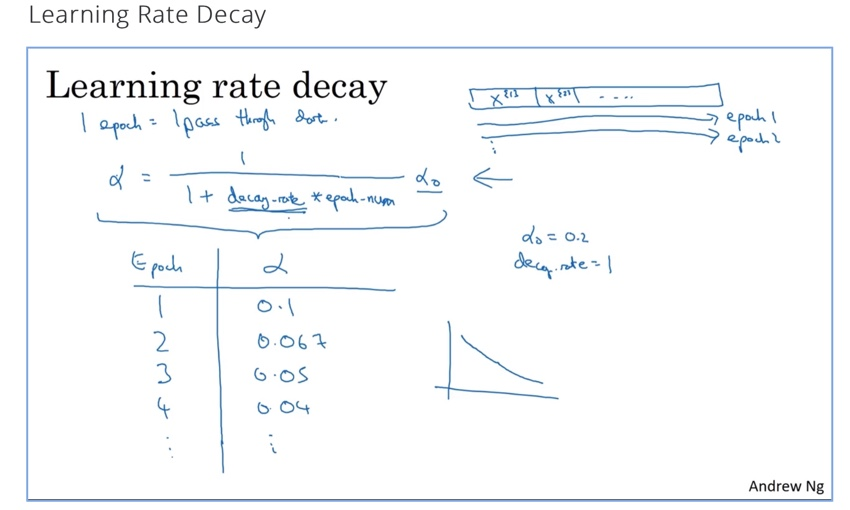 Learning Rate Decay
Learning rate decay
1 epoch = 1 pass through dat.
x{1} x{2} ....
epoch 1
epoch 2
⋮
α = 1 / 1 + decay-rate * epoch-num α₀ ←
α₀ = 0.2
decay.rate = 1
Epoch | α
1 0.1
2 0.067
3 0.05
4 0.04
⋮ ⋮
Andrew Ng